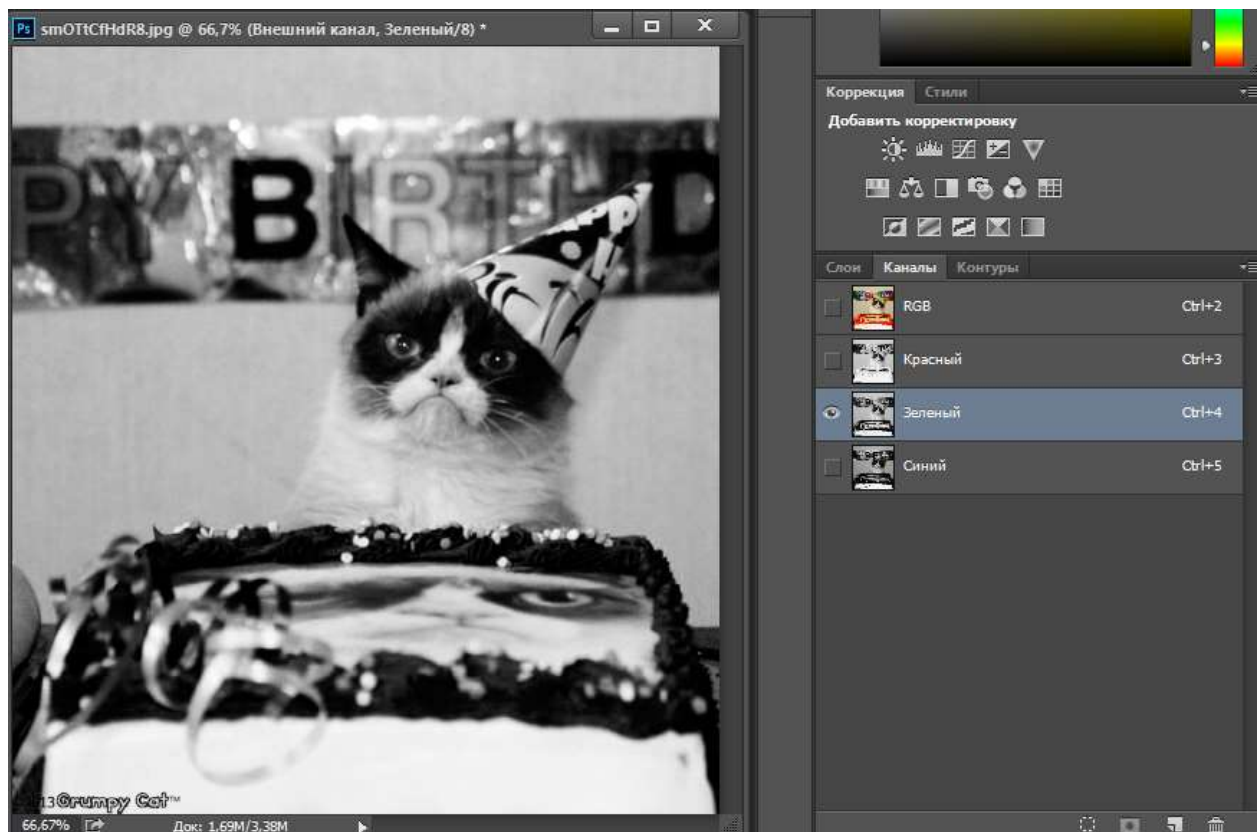 Ps smOTtCfHdR8.jpg @ 66,7% (Внешний канал, Зеленый/8) *
PY BIRTHD
13 Grumpy Cat™
66,67% Док: 1,69M/3,38M
Коррекция Стили
Добавить корректировку
Слои Каналы Контуры
RGB Ctrl+2
Красный Ctrl+3
Зеленый Ctrl+4
Синий Ctrl+5